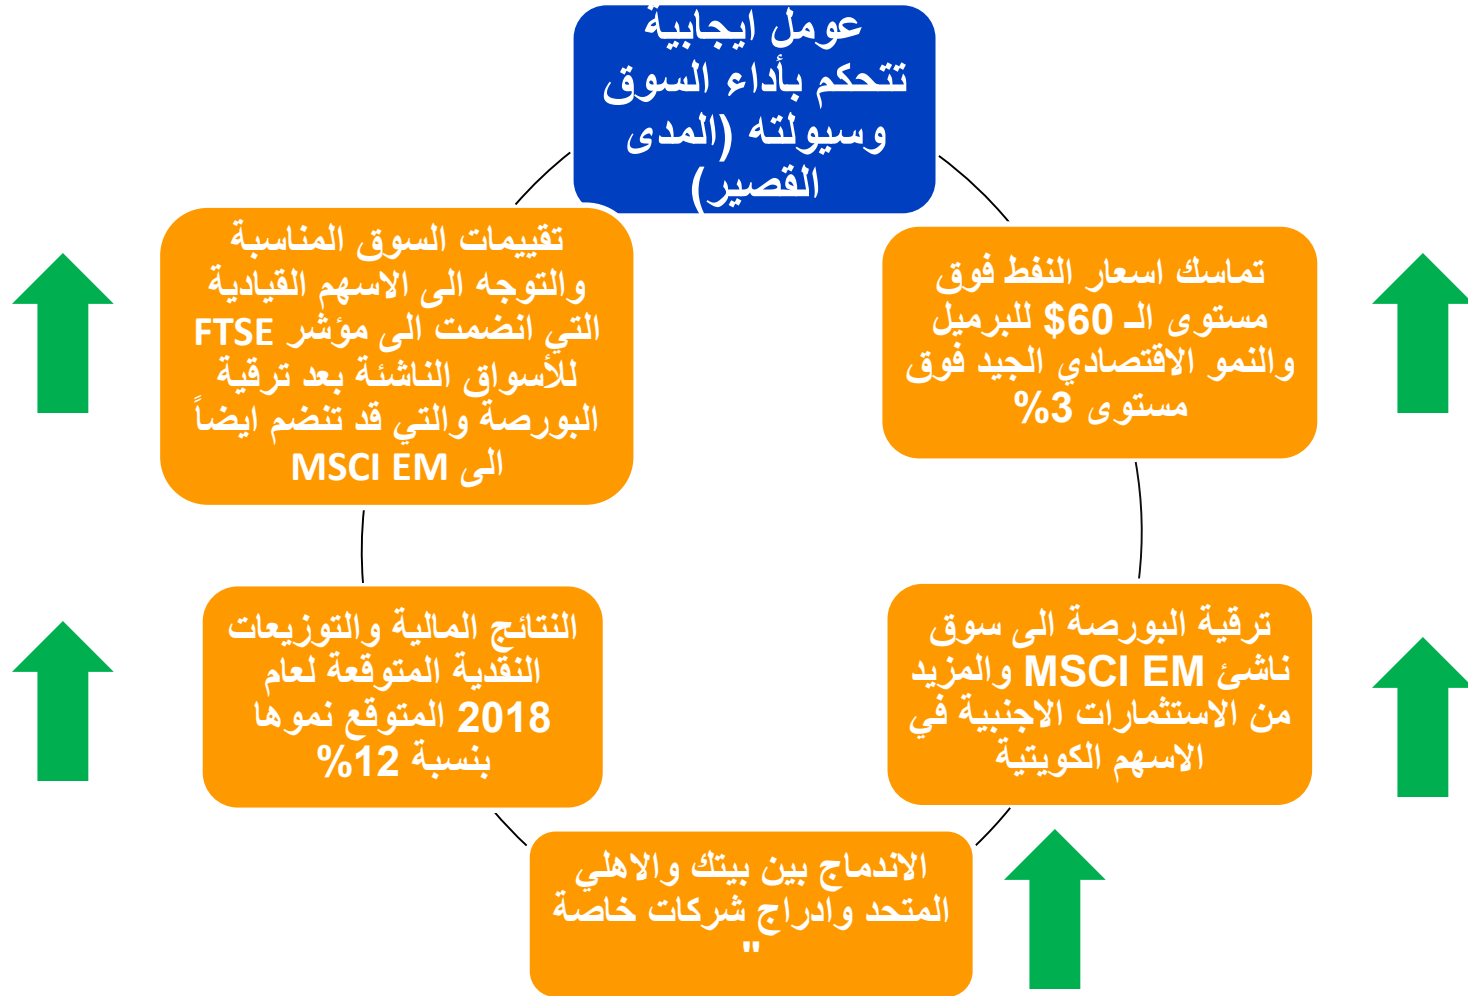 عومل ايجابية
تتحكم بأداء السوق
وسيولته (المدى
القصير)
تماسك اسعار النفط فوق
مستوى الـ 60$ للبرميل
والنمو الاقتصادي الجيد فوق
مستوى 3%
ترقية البورصة الى سوق
ناشئ MSCI EM والمزيد
من الاستثمارات الاجنبية في
الاسهم الكويتية
الاندماج بين بيتك والاهلي
المتحد وادراج شركات خاصة
"
النتائج المالية والتوزيعات
النقدية المتوقعة لعام
2018 المتوقع نموها
بنسبة 12%
تقييمات السوق المناسبة
والتوجه الى الاسهم القيادية
التي انضمت الى مؤشر FTSE
للأسواق الناشئة بعد ترقية
البورصة والتي قد تنضم ايضاً
الى MSCI EM